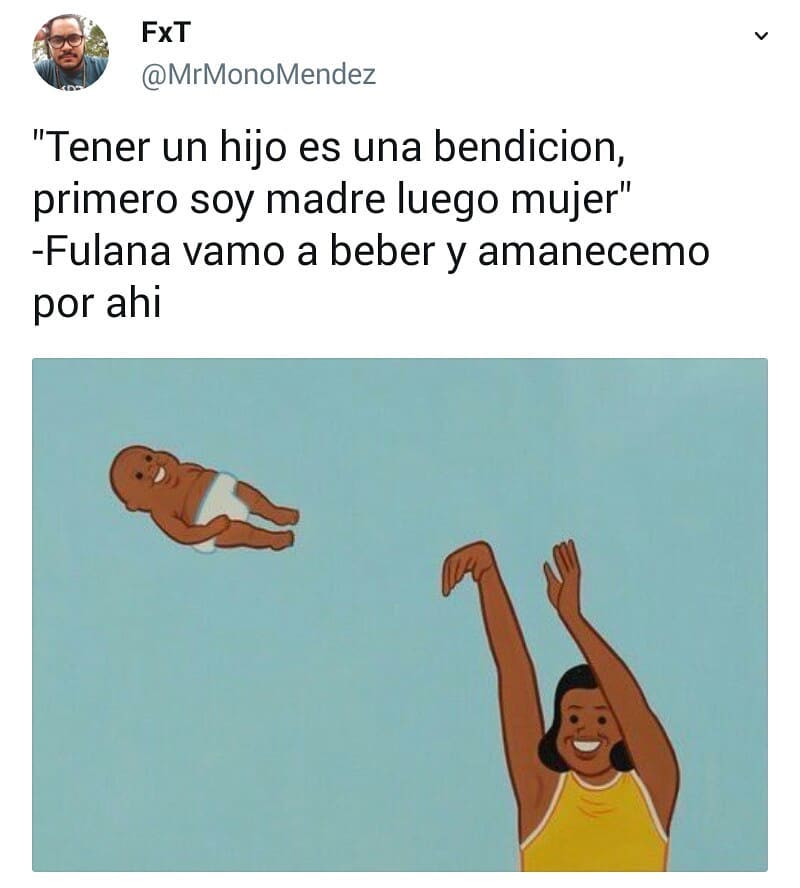 FxT
@MrMonoMendez
"Tener un hijo es una bendicion,
primero soy madre luego mujer"
-Fulana vamo a beber y amanecemo
por ahi